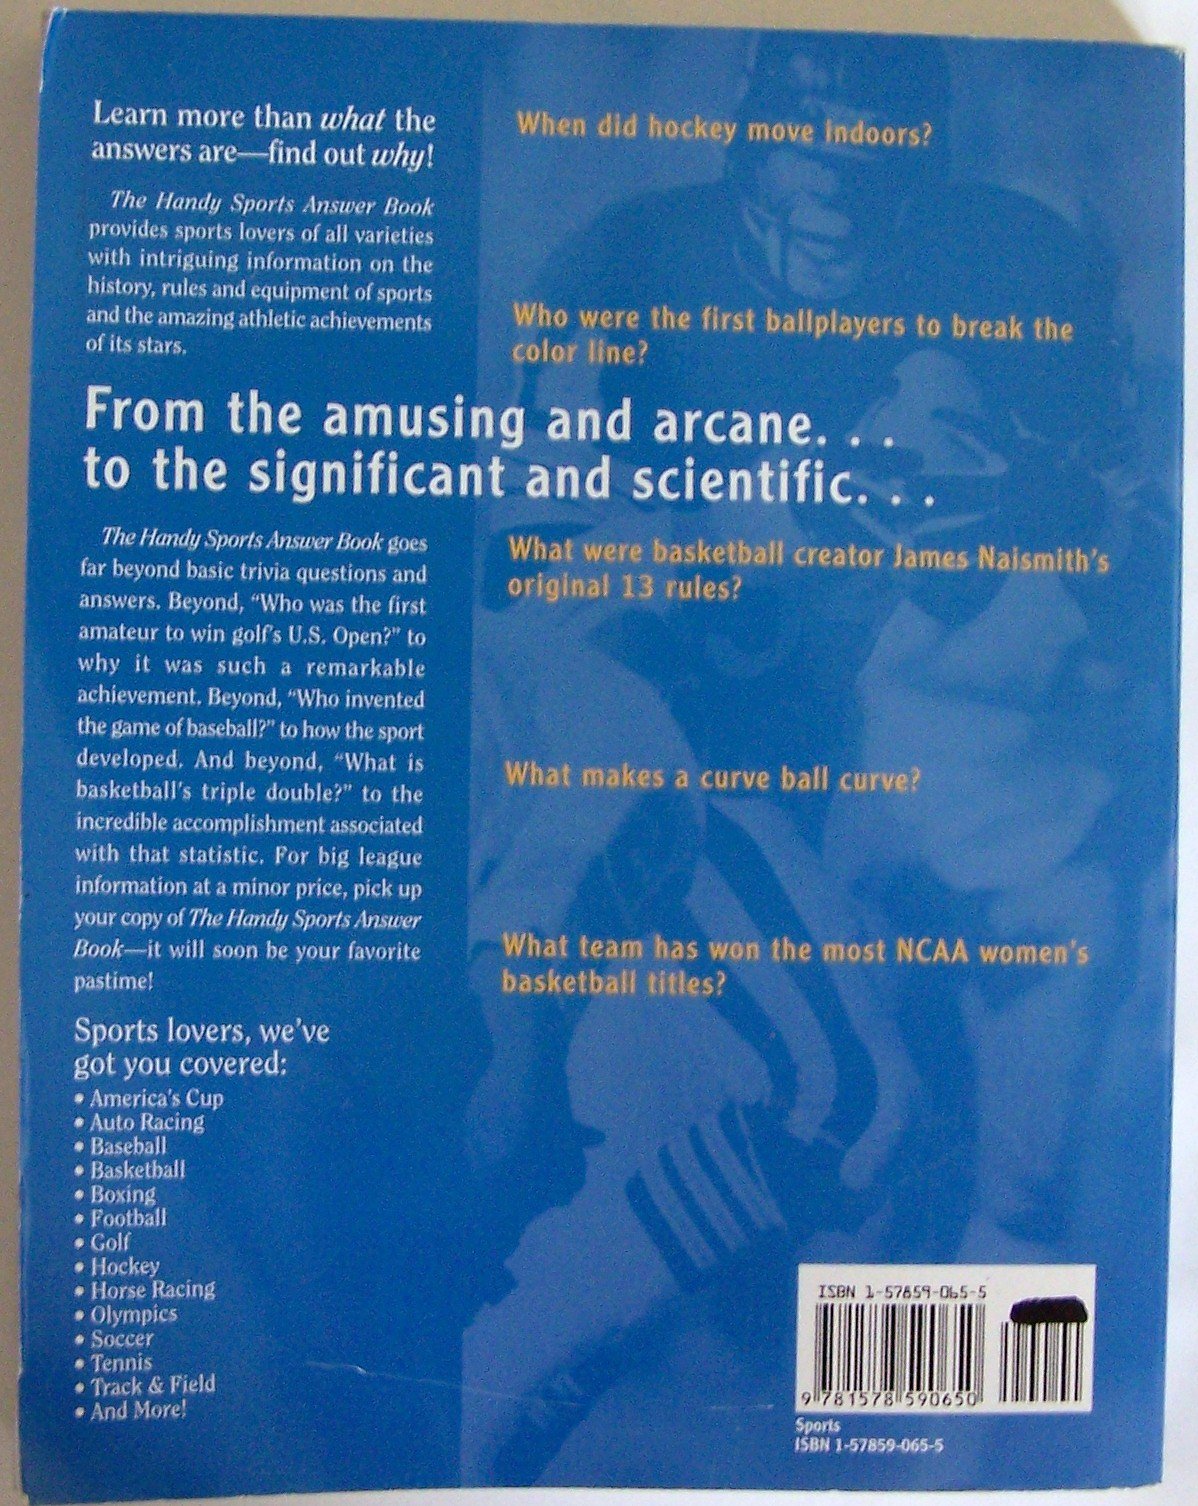 Learn more than what the
answers are—find out why!
The Handy Sports Answer Book
provides sports lovers of all varieties
with intriguing information on the
history, rules and equipment of sports
and the amazing athletic achievements
of its stars.
When did hockey move indoors?
Who were the first ballplayers to break the
color line?
From the amusing and arcane. . .
to the significant and scientific. . .
The Handy Sports Answer Book goes
far beyond basic trivia questions and
answers. Beyond, "Who was the first
amateur to win golf's U.S. Open?" to
why it was such a remarkable
achievement. Beyond, "Who invented
the game of baseball?" to how the sport
developed. And beyond, "What is
basketball's triple double?" to the
incredible accomplishment associated
with that statistic. For big league
information at a minor price, pick up
your copy of The Handy Sports Answer
Book—it will soon be your favorite
pastime!
What were basketball creator James Naismith's
original 13 rules?
What makes a curve ball curve?
What team has won the most NCAA women's
basketball titles?
Sports lovers, we've
got you covered:
• America's Cup
• Auto Racing
• Baseball
• Basketball
• Boxing
• Football
• Golf
• Hockey
• Horse Racing
• Olympics
• Soccer
• Tennis
• Track & Field
• And More!
ISBN 1-57859-065-5
9 781578 590650
Sports
ISBN 1-57859-065-5